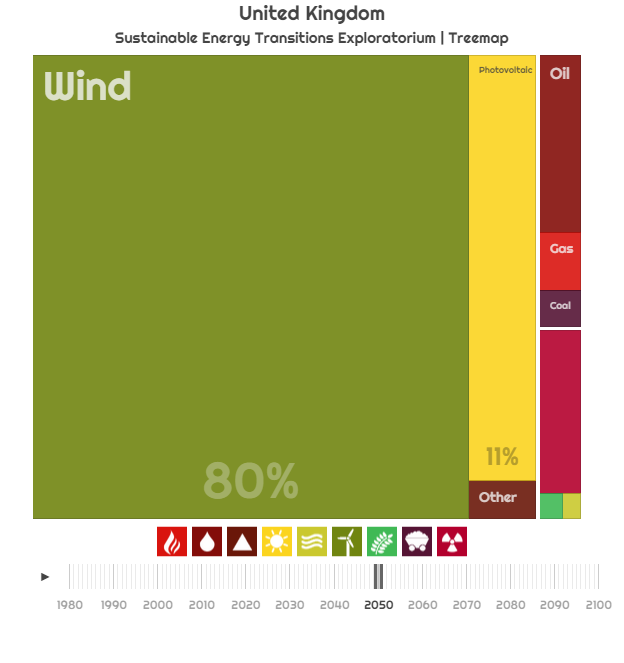 United Kingdom
Sustainable Energy Transitions Exploratorium | Treemap
Wind
Photovoltaic
Oil
Gas
Coal
80%
11%
Other
1980 1990 2000 2010 2020 2030 2040 2050 2060 2070 2080 2090 2100